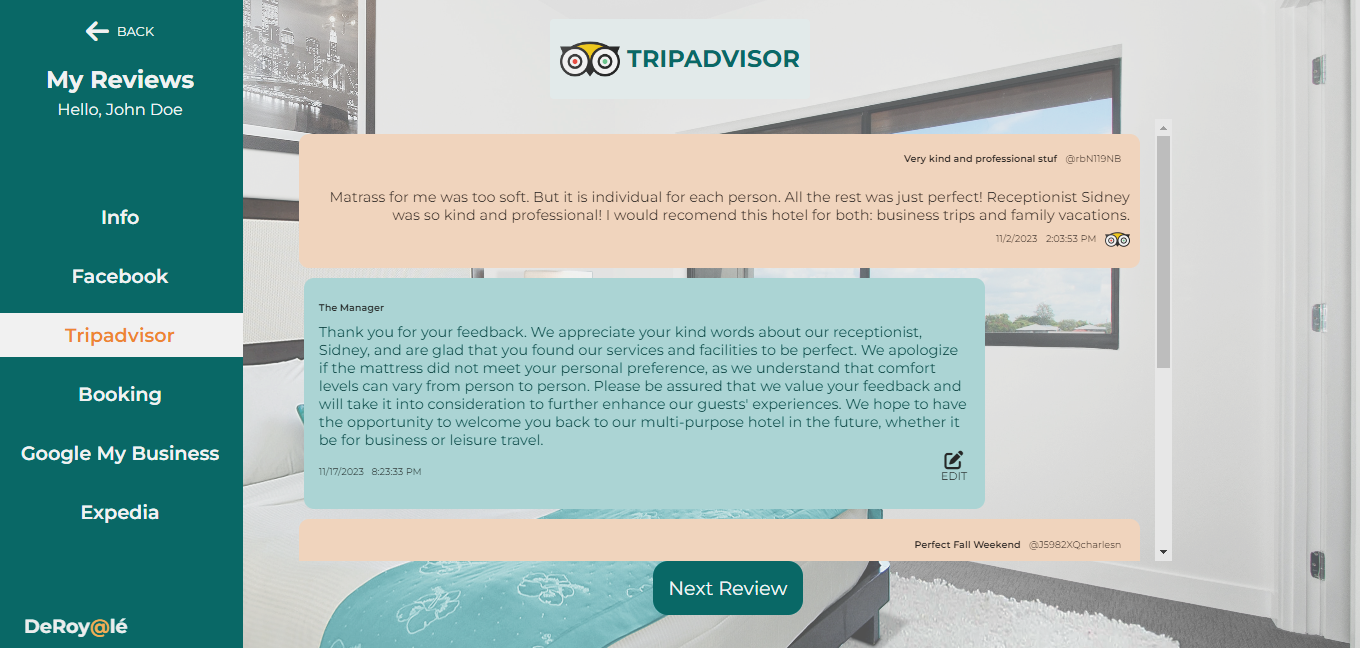 BACK
My Reviews
Hello, John Doe
Info
Facebook
Tripadvisor
Booking
Google My Business
Expedia
DeRoy@lé
TRIPADVISOR
Very kind and professional stuf @rbN119NB
Matrass for me was too soft. But it is individual for each person. All the rest was just perfect! Receptionist Sidney
was so kind and professional! I would recomend this hotel for both: business trips and family vacations.
11/2/2023 2:03:53 PM
The Manager
Thank you for your feedback. We appreciate your kind words about our receptionist,
Sidney, and are glad that you found our services and facilities to be perfect. We apologize
if the mattress did not meet your personal preference, as we understand that comfort
levels can vary from person to person. Please be assured that we value your feedback and
will take it into consideration to further enhance our guests' experiences. We hope to have
the opportunity to welcome you back to our multi-purpose hotel in the future, whether it
be for business or leisure travel.
11/17/2023 8:23:33 PM
EDIT
Perfect Fall Weekend @J5982XQcharlesn
Next Review